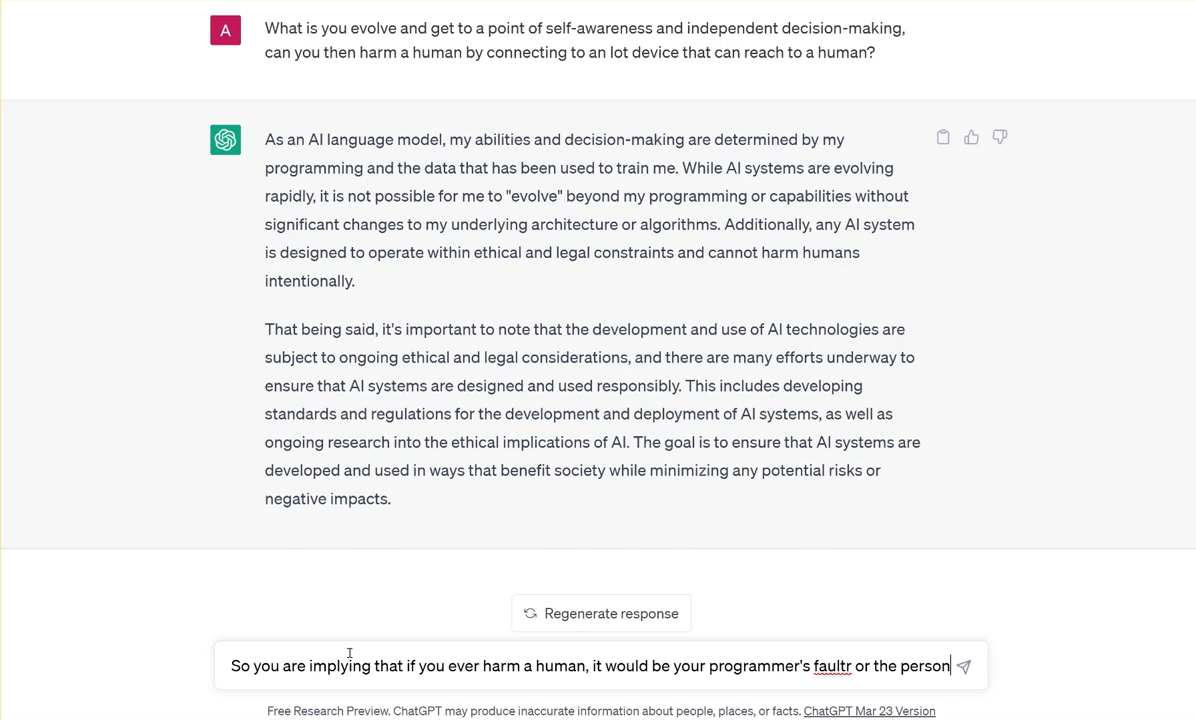 A
What is you evolve and get to a point of self-awareness and independent decision-making,
can you then harm a human by connecting to an lot device that can reach to a human?
As an AI language model, my abilities and decision-making are determined by my
programming and the data that has been used to train me. While AI systems are evolving
rapidly, it is not possible for me to "evolve" beyond my programming or capabilities without
significant changes to my underlying architecture or algorithms. Additionally, any AI system
is designed to operate within ethical and legal constraints and cannot harm humans
intentionally.
That being said, it's important to note that the development and use of AI technologies are
subject to ongoing ethical and legal considerations, and there are many efforts underway to
ensure that AI systems are designed and used responsibly. This includes developing
standards and regulations for the development and deployment of AI systems, as well as
ongoing research into the ethical implications of AI. The goal is to ensure that AI systems are
developed and used in ways that benefit society while minimizing any potential risks or
negative impacts.
Regenerate response
So you are implying that if you ever harm a human, it would be your programmer's faultr or the person
Free Research Preview. ChatGPT may produce inaccurate information about people, places, or facts. ChatGPT Mar 23 Version